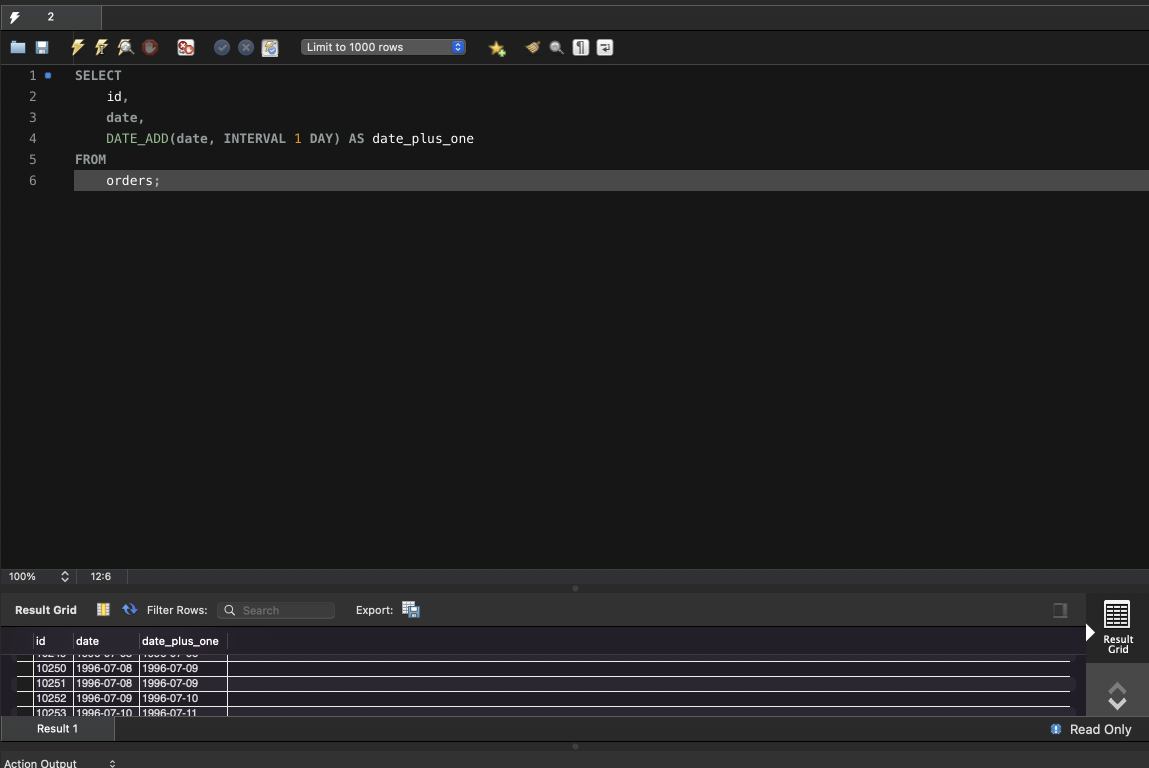 2
Limit to 1000 rows
1 SELECT
2 id,
3 date,
4 DATE_ADD(date, INTERVAL 1 DAY) AS date_plus_one
5 FROM
6 orders;
100% 12:6
Result Grid Filter Rows: Search Export:
id date date_plus_one
10250 1996-07-08 1996-07-09
10251 1996-07-08 1996-07-09
10252 1996-07-09 1996-07-10
10253 1996-07-10 1996-07-11
Result
Grid
Result 1 Read Only
Action Output